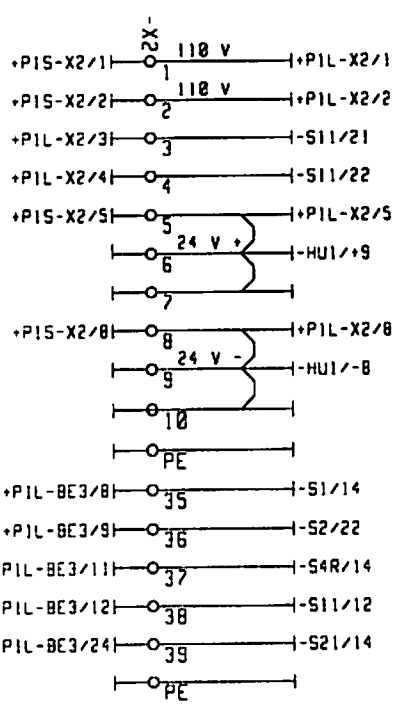 -X2
+P1S-X2/1 1 110 V +P1L-X2/1
+P1S-X2/2 2 110 V +P1L-X2/2
+P1L-X2/3 3 -S11/21
+P1L-X2/4 4 -S11/22
+P1S-X2/5 5 +P1L-X2/5
6 24 V + -HU1/+9
7
+P1S-X2/8 8 +P1L-X2/8
9 24 V - -HU1/-8
10
PE
+P1L-BE3/8 35 -S1/14
+P1L-BE3/9 36 -S2/22
P1L-BE3/11 37 -S4R/14
P1L-BE3/12 38 -S11/12
P1L-BE3/24 39 -S21/14
PE